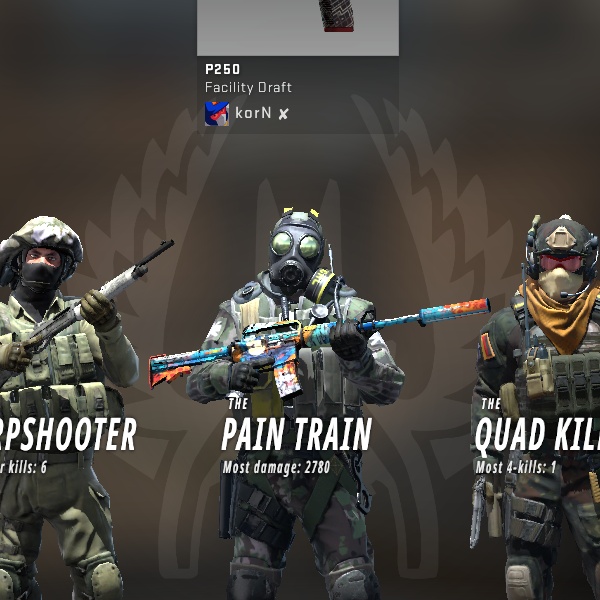 P250
Facility Draft
korN ✘
THE
PAIN TRAIN
Most damage: 2780
RPSHOOTER
kills: 6
THE
QUAD KIL
Most 4-kills: 1